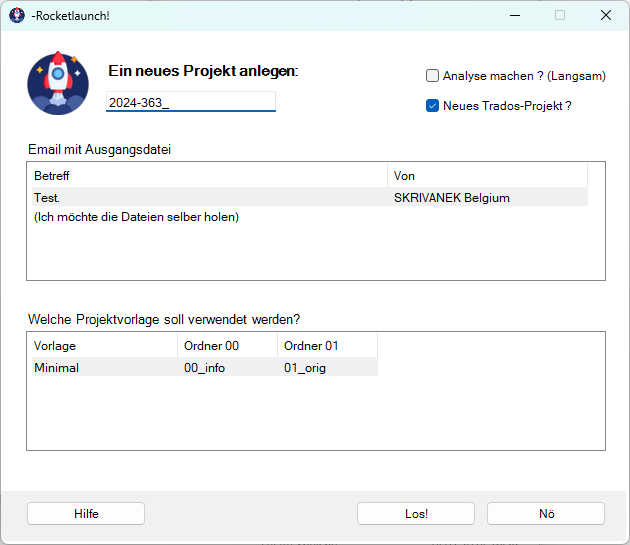 -Rocketlaunch!
Ein neues Projekt anlegen:
2024-363_
Analyse machen ? (Langsam)
Neues Trados-Projekt ?
Email mit Ausgangsdatei
Betreff Von
Test. SKRIVANEK Belgium
(Ich möchte die Dateien selber holen)
Welche Projektvorlage soll verwendet werden?
Vorlage Ordner 00 Ordner 01
Minimal 00_info 01_orig
Hilfe Los! Nö